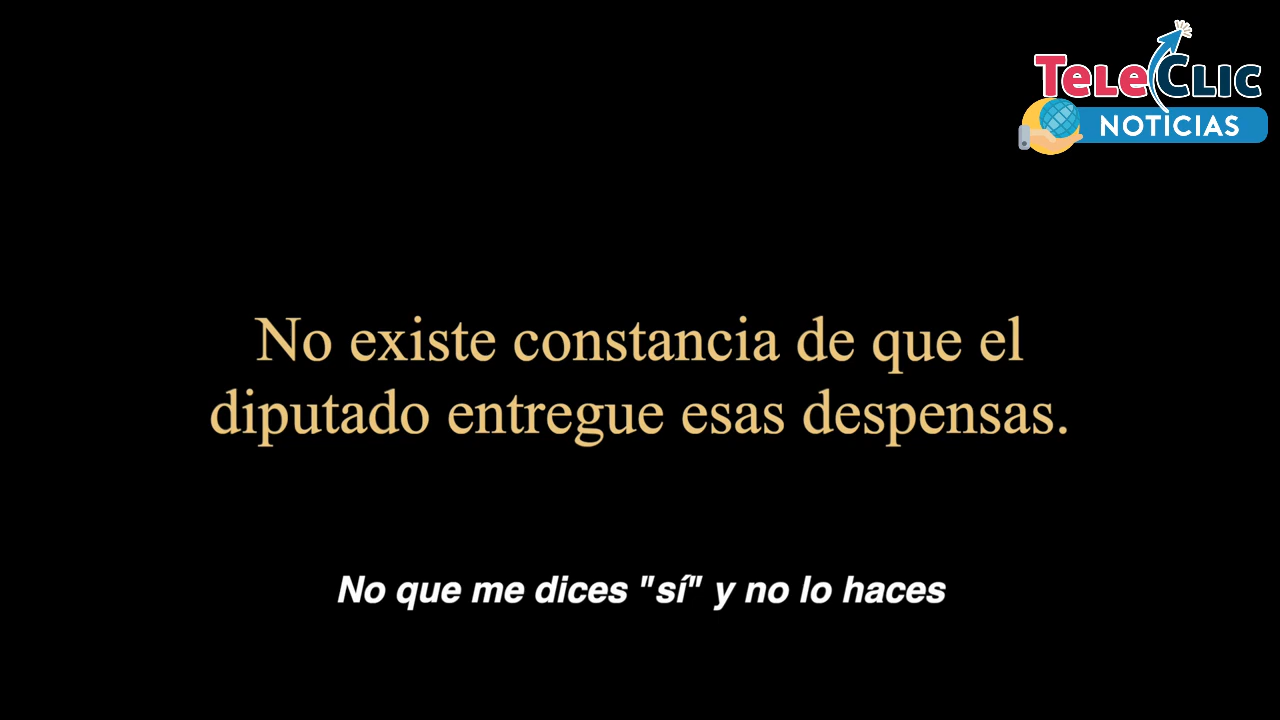 TELECLIC
NOTICIAS
No existe constancia de que el
diputado entregue esas despensas.
No que me dices "sí" y no lo haces